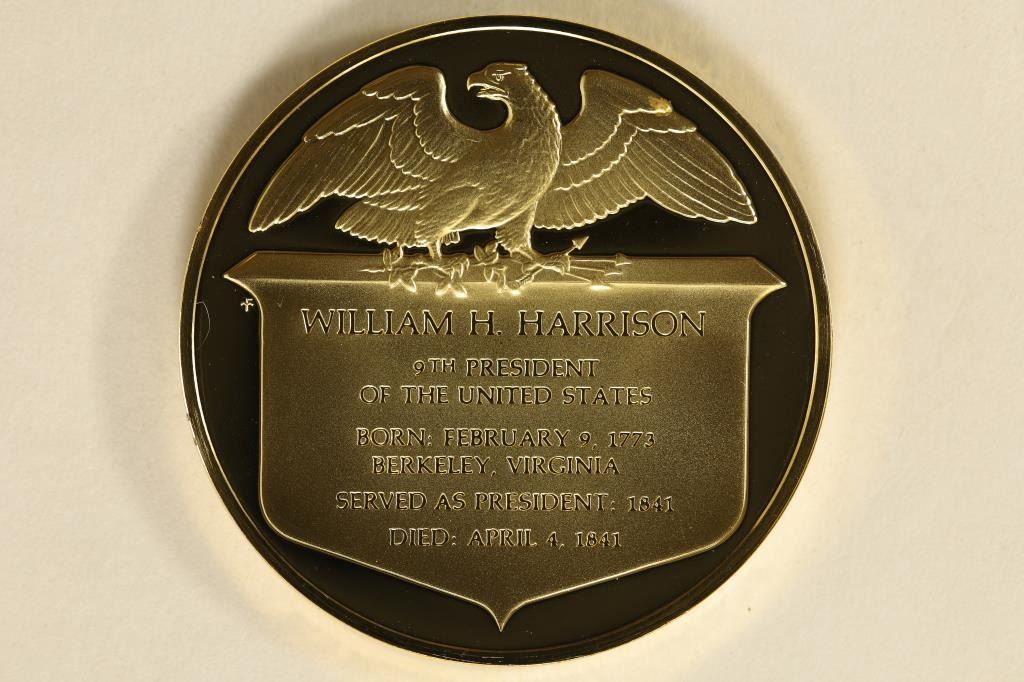 WILLIAM H. HARRISON
9TH PRESIDENT
OF THE UNITED STATES
BORN: FEBRUARY 9, 1773
BERKELEY, VIRGINIA
SERVED AS PRESIDENT: 1841
DIED: APRIL 4, 1841